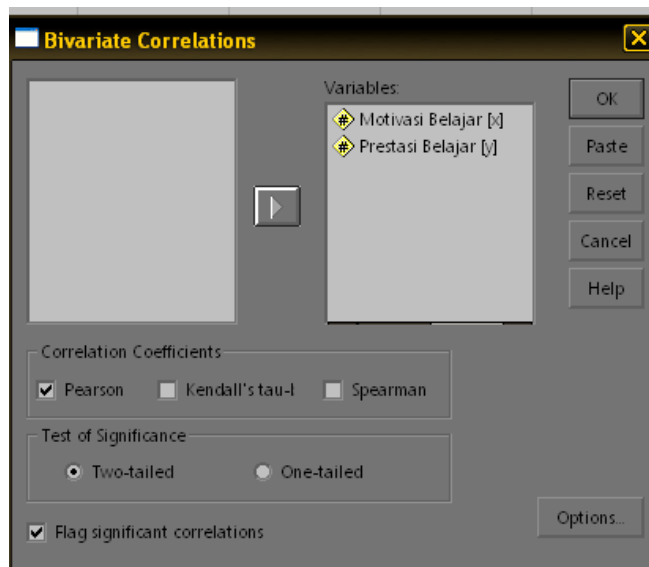 Bivariate Correlations
Variables:
Motivasi Belajar [x]
Prestasi Belajar [y]
OK
Paste
Reset
Cancel
Help
Correlation Coefficients
Pearson Kendall's tau-l Spearman
Test of Significance
Two-tailed One-tailed
Flag significant correlations
Options...